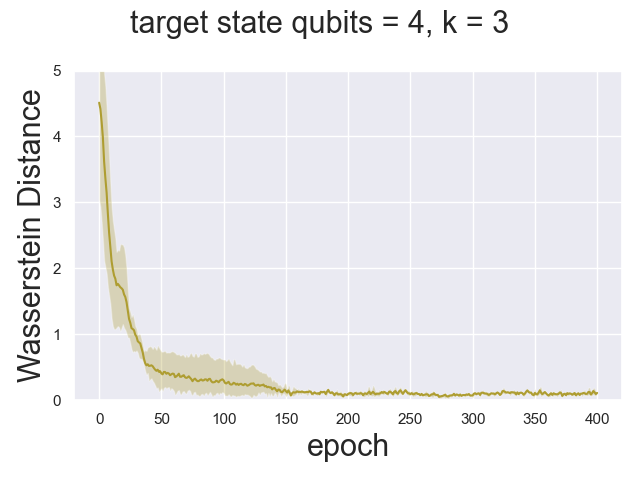 target state qubits = 4, k = 3
5
4
3
2
1
0
Wasserstein Distance
0 50 100 150 200 250 300 350 400
epoch